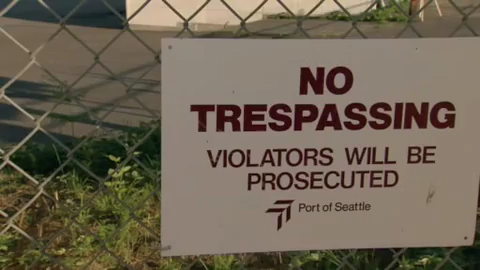 NO
TRESPASSING
VIOLATORS WILL BE
PROSECUTED
Port of Seattle